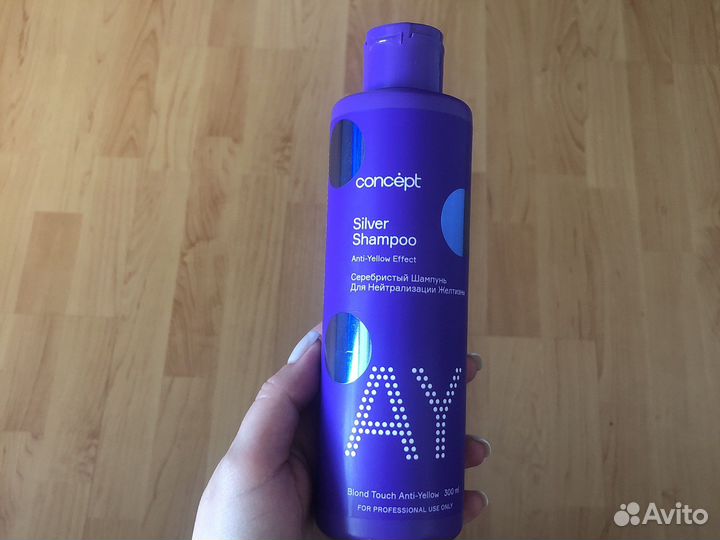 concept
Silver
Shampoo
Anti-Yellow Effect
Серебристый Шампунь
Для Нейтрализации Желтизны
AY
Blond Touch Anti-Yellow 300 ml
FOR PROFESSIONAL USE ONLY
Avito